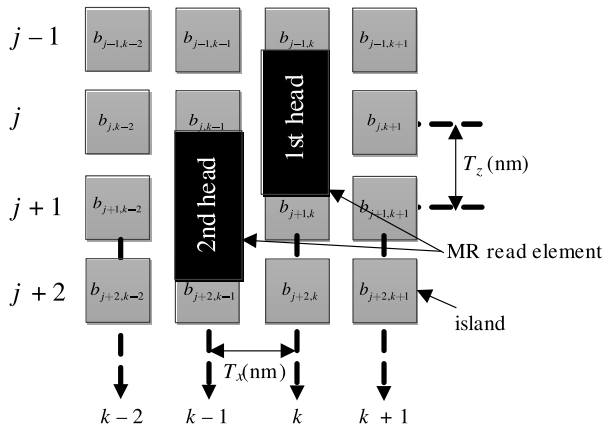 j − 1 b_{j−1,k−2} b_{j−1,k−1} b_{j−1,k} b_{j−1,k+1}
j b_{j,k−2} b_{j,k−1} 1st head b_{j,k+1}
T_z (nm)
j + 1 b_{j+1,k−2} 2nd head b_{j+1,k} b_{j+1,k+1}
MR read element
j + 2 b_{j+2,k−2} b_{j+2,k−1} b_{j+2,k} b_{j+2,k+1}
island
T_x(nm)
k − 2 k − 1 k k + 1